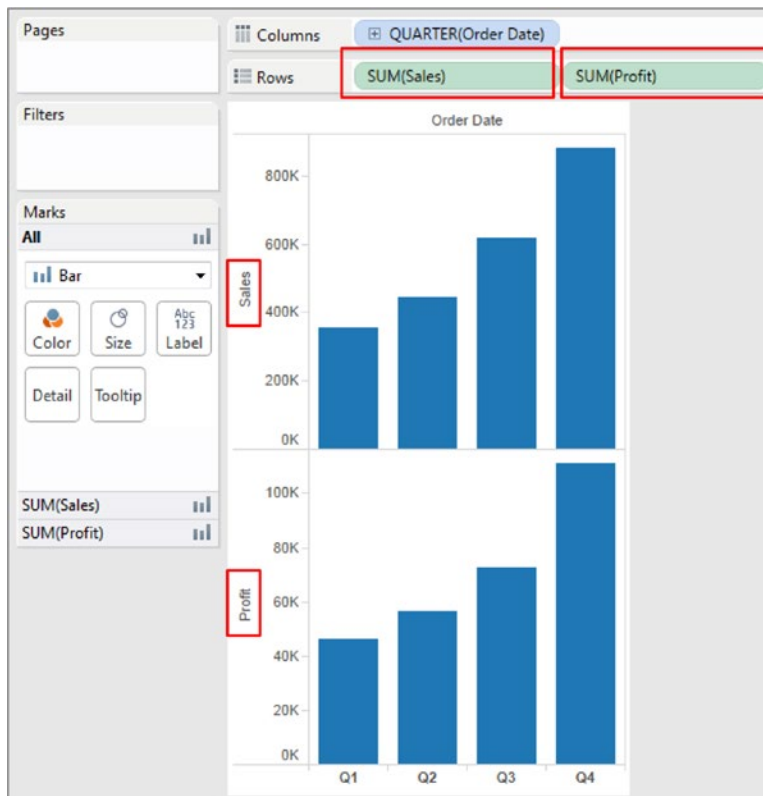 Pages
Columns
QUARTER(Order Date)
Rows
SUM(Sales)
SUM(Profit)
Filters
Marks
All
Bar
Color
Size
Abc
123
Label
Detail
Tooltip
SUM(Sales)
SUM(Profit)
Order Date
Sales
800K
600K
400K
200K
0K
Profit
100K
80K
60K
40K
20K
0K
Q1 Q2 Q3 Q4